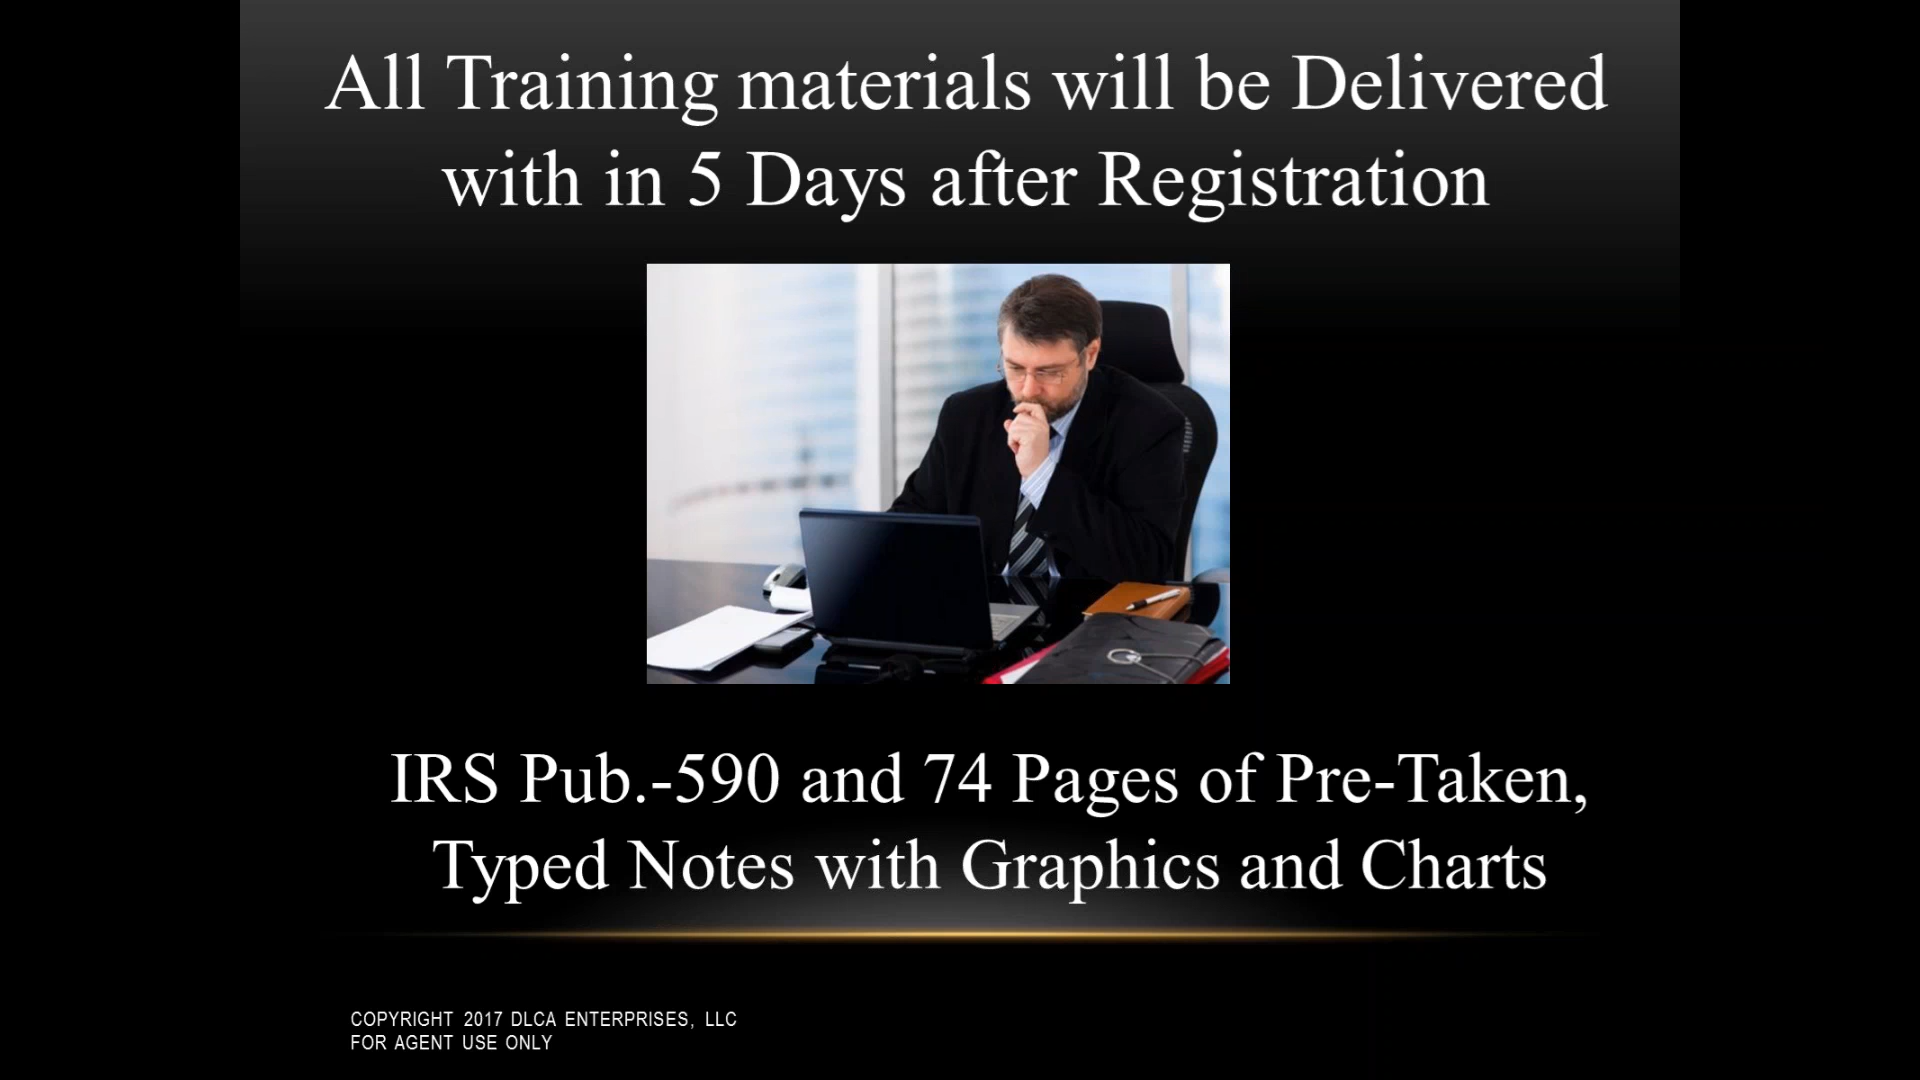 All Training materials will be Delivered
with in 5 Days after Registration
IRS Pub.-590 and 74 Pages of Pre-Taken,
Typed Notes with Graphics and Charts
COPYRIGHT 2017 DLCA ENTERPRISES, LLC
FOR AGENT USE ONLY